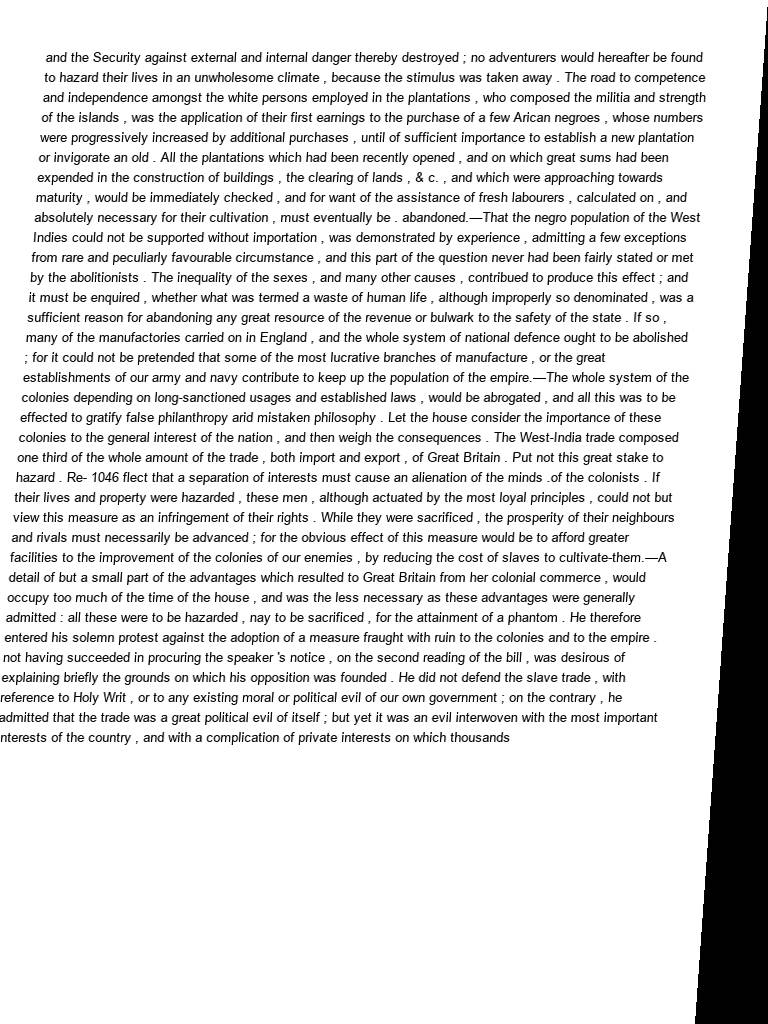 and the Security against external and internal danger thereby destroyed ; no adventurers would hereafter be found
to hazard their lives in an unwholesome climate , because the stimulus was taken away . The road to competence
and independence amongst the white persons employed in the plantations , who composed the militia and strength
of the islands , was the application of their first earnings to the purchase of a few Arican negroes , whose numbers
were progressively increased by additional purchases , until of sufficient importance to establish a new plantation
or invigorate an old . All the plantations which had been recently opened , and on which great sums had been
expended in the construction of buildings , the clearing of lands , & c. , and which were approaching towards
maturity , would be immediately checked , and for want of the assistance of fresh labourers , calculated on , and
absolutely necessary for their cultivation , must eventually be . abandoned.—That the negro population of the West
Indies could not be supported without importation , was demonstrated by experience , admitting a few exceptions
from rare and peculiarly favourable circumstance , and this part of the question never had been fairly stated or met
by the abolitionists . The inequality of the sexes , and many other causes , contribued to produce this effect ; and
it must be enquired , whether what was termed a waste of human life , although improperly so denominated , was a
sufficient reason for abandoning any great resource of the revenue or bulwark to the safety of the state . If so ,
many of the manufactories carried on in England , and the whole system of national defence ought to be abolished
; for it could not be pretended that some of the most lucrative branches of manufacture , or the great
establishments of our army and navy contribute to keep up the population of the empire.—The whole system of the
colonies depending on long-sanctioned usages and established laws , would be abrogated , and all this was to be
effected to gratify false philanthropy arid mistaken philosophy . Let the house consider the importance of these
colonies to the general interest of the nation , and then weigh the consequences . The West-India trade composed
one third of the whole amount of the trade , both import and export , of Great Britain . Put not this great stake to
hazard . Re- 1046 flect that a separation of interests must cause an alienation of the minds .of the colonists . If
their lives and property were hazarded , these men , although actuated by the most loyal principles , could not but
view this measure as an infringement of their rights . While they were sacrificed , the prosperity of their neighbours
and rivals must necessarily be advanced ; for the obvious effect of this measure would be to afford greater
facilities to the improvement of the colonies of our enemies , by reducing the cost of slaves to cultivate-them.—A
detail of but a small part of the advantages which resulted to Great Britain from her colonial commerce , would
occupy too much of the time of the house , and was the less necessary as these advantages were generally
admitted : all these were to be hazarded , nay to be sacrificed , for the attainment of a phantom . He therefore
entered his solemn protest against the adoption of a measure fraught with ruin to the colonies and to the empire .
not having succeeded in procuring the speaker 's notice , on the second reading of the bill , was desirous of
explaining briefly the grounds on which his opposition was founded . He did not defend the slave trade , with
reference to Holy Writ , or to any existing moral or political evil of our own government ; on the contrary , he
admitted that the trade was a great political evil of itself ; but yet it was an evil interwoven with the most important
nterests of the country , and with a complication of private interests on which thousands